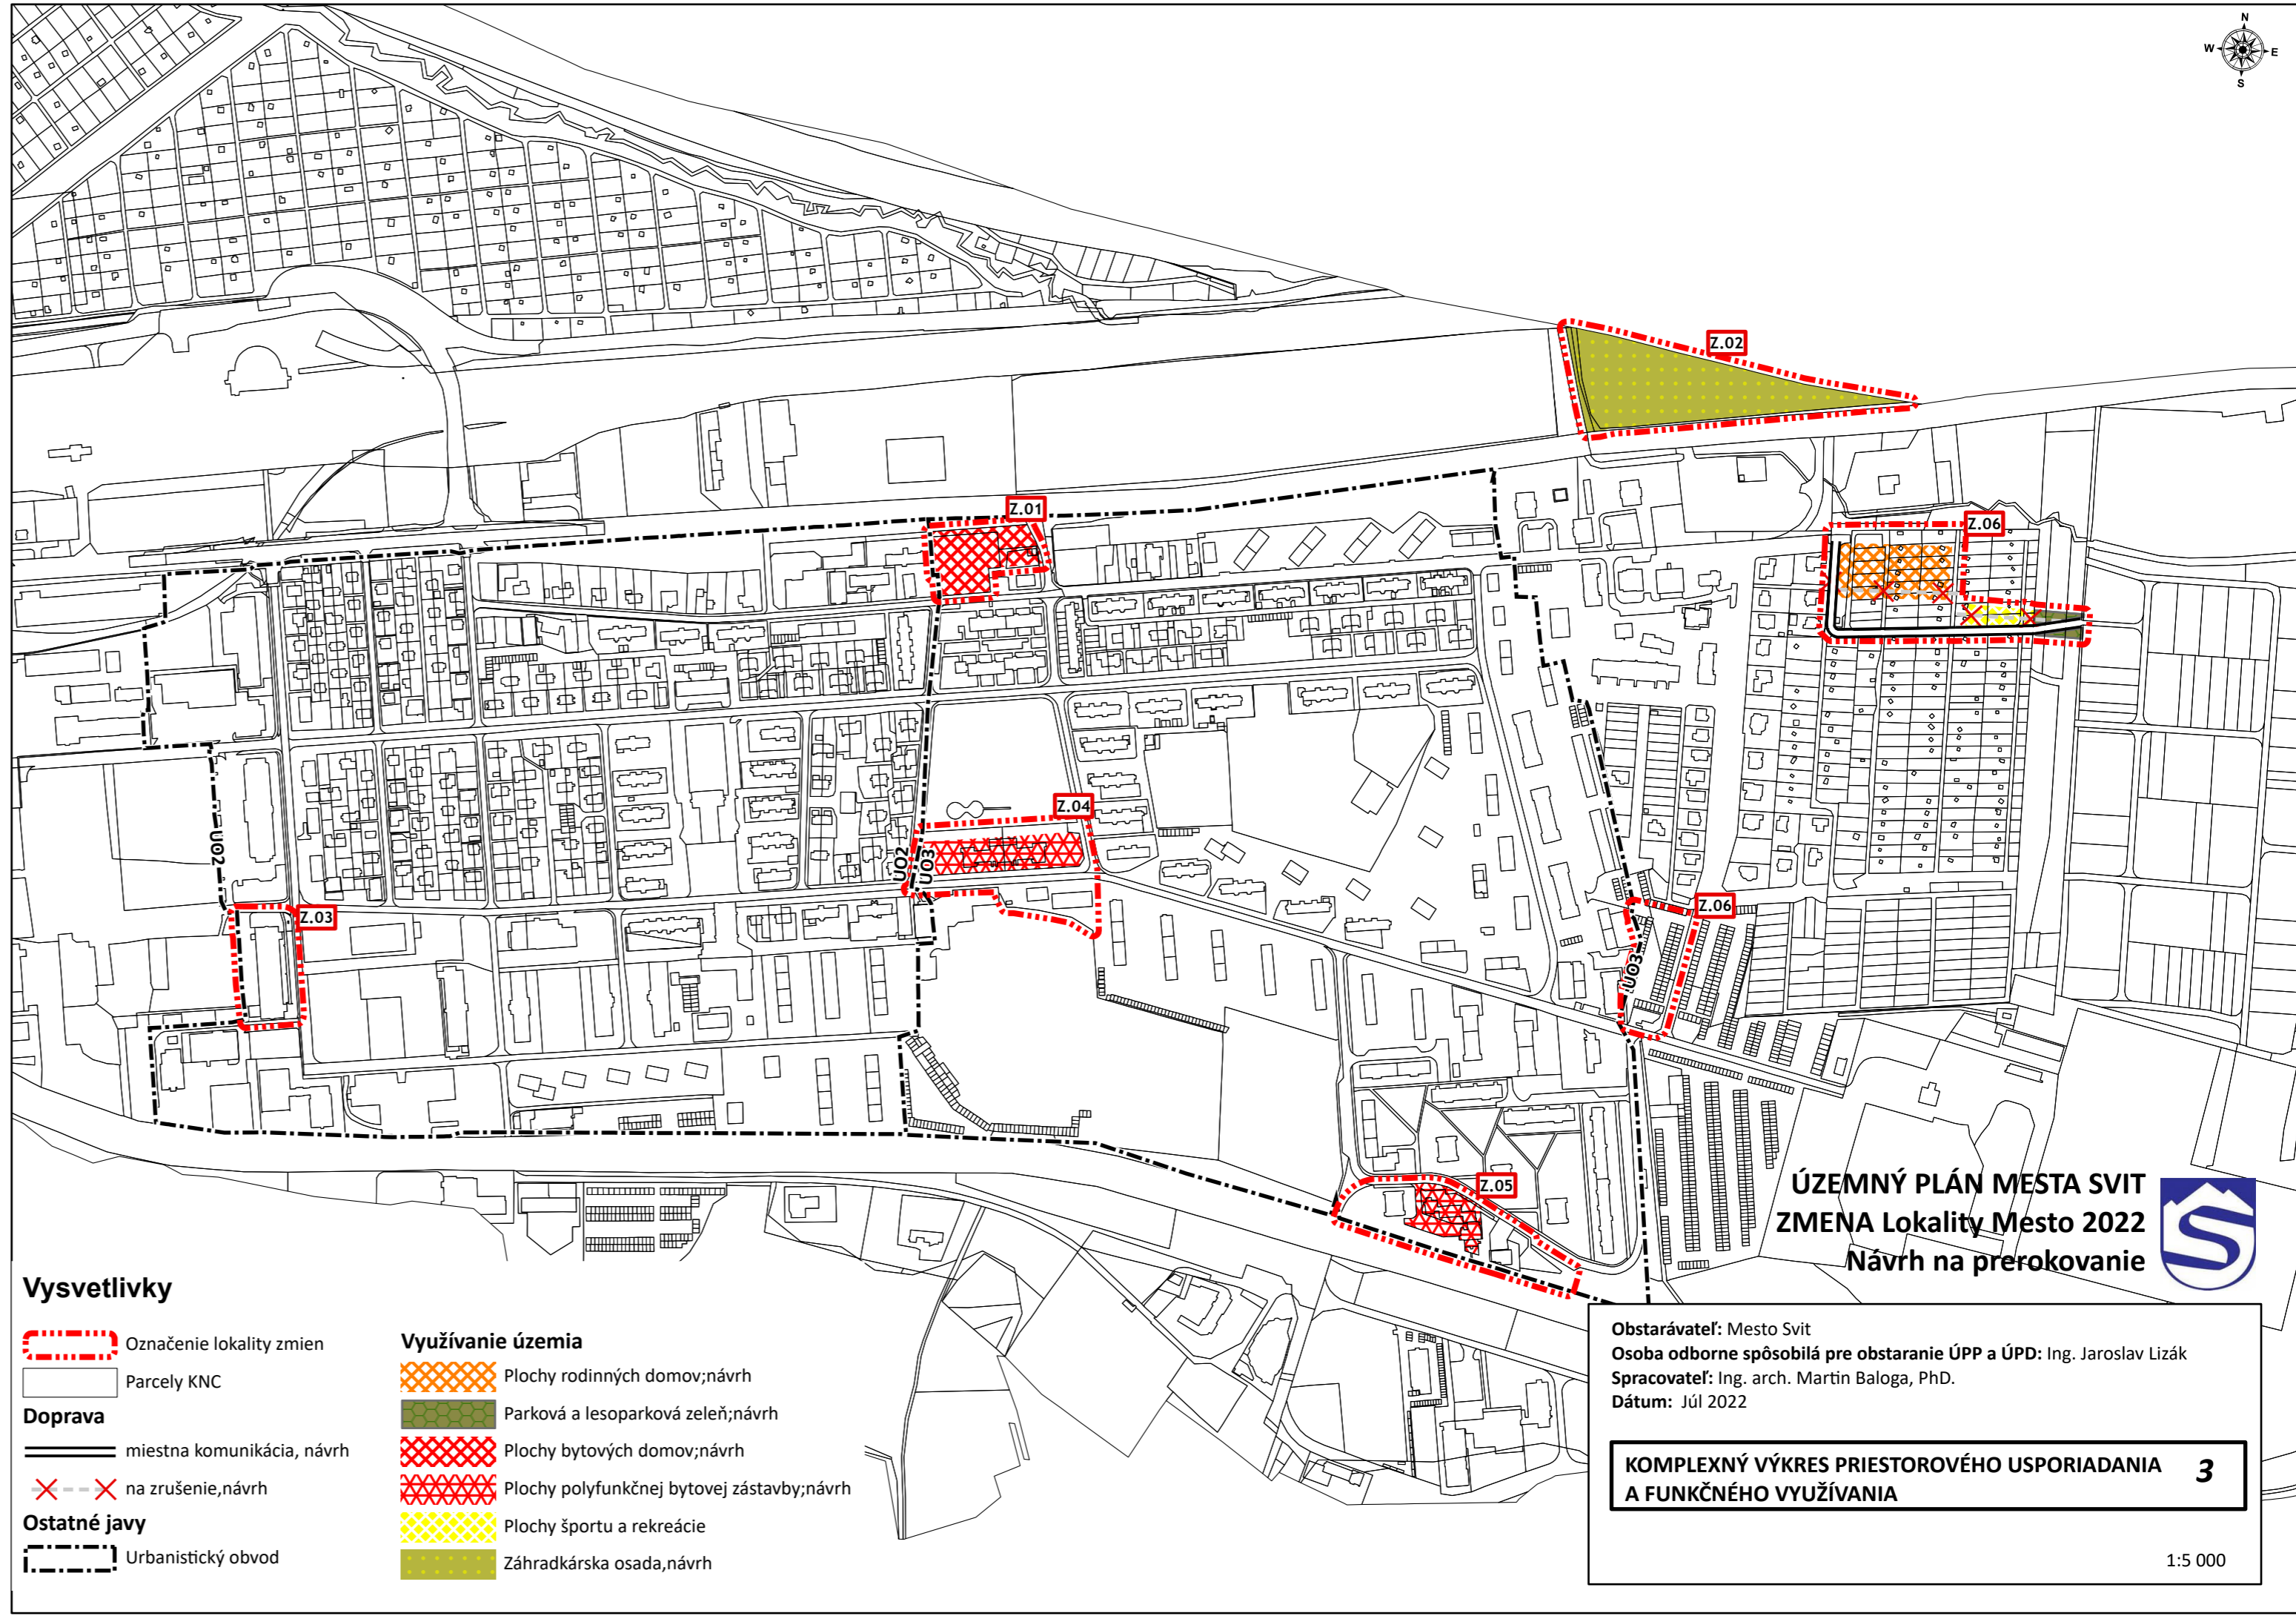 N
W E
S
Z.02
Z.01
Z.06
Z.04
UO2
UO2
UO3
Z.03
Z.06
UO3
Z.05
ÚZEMNÝ PLÁN MESTA SVIT
ZMENA Lokality Mesto 2022
Návrh na prerokovanie
S
Vysvetlivky
Označenie lokality zmien
Parcely KNC
Doprava
miestna komunikácia, návrh
na zrušenie,návrh
Ostatné javy
Urbanistický obvod
Využívanie územia
Plochy rodinných domov;návrh
Parková a lesoparková zeleň;návrh
Plochy bytových domov;návrh
Plochy polyfunkčnej bytovej zástavby;návrh
Plochy športu a rekreácie
Záhradkárska osada,návrh
Obstarávateľ: Mesto Svit
Osoba odborne spôsobilá pre obstaranie ÚPP a ÚPD: Ing. Jaroslav Lizák
Spracovateľ: Ing. arch. Martin Baloga, PhD.
Dátum: Júl 2022
KOMPLEXNÝ VÝKRES PRIESTOROVÉHO USPORIADANIA 3
A FUNKČNÉHO VYUŽÍVANIA
1:5 000